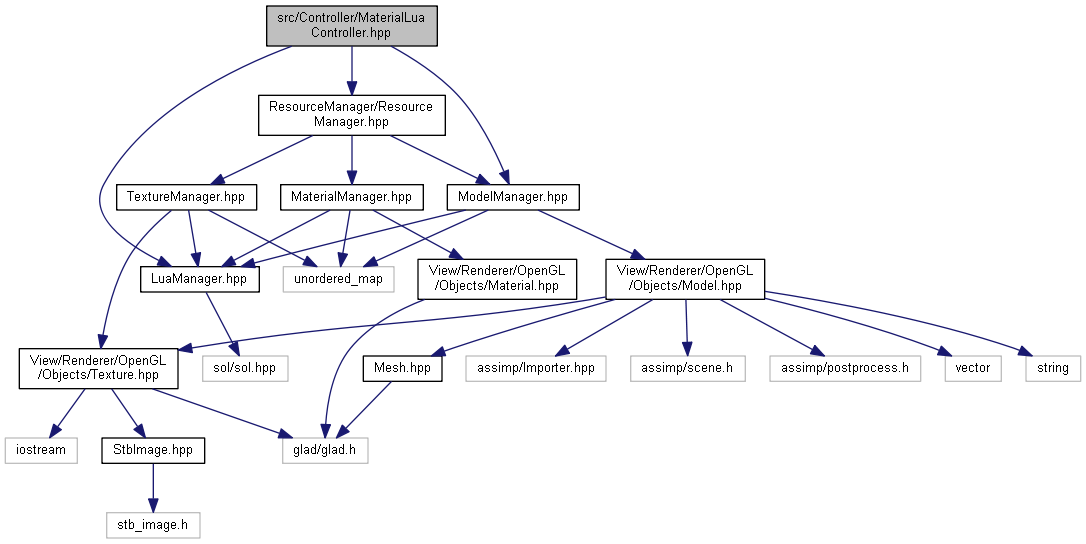 src/Controller/MaterialLua
Controller.hpp
ResourceManager/Resource
Manager.hpp
TextureManager.hpp
MaterialManager.hpp
ModelManager.hpp
LuaManager.hpp
unordered_map
View/Renderer/OpenGL
/Objects/Material.hpp
View/Renderer/OpenGL
/Objects/Model.hpp
View/Renderer/OpenGL
/Objects/Texture.hpp
sol/sol.hpp
Mesh.hpp
assimp/Importer.hpp
assimp/scene.h
assimp/postprocess.h
vector
string
iostream
StbImage.hpp
glad/glad.h
stb_image.h